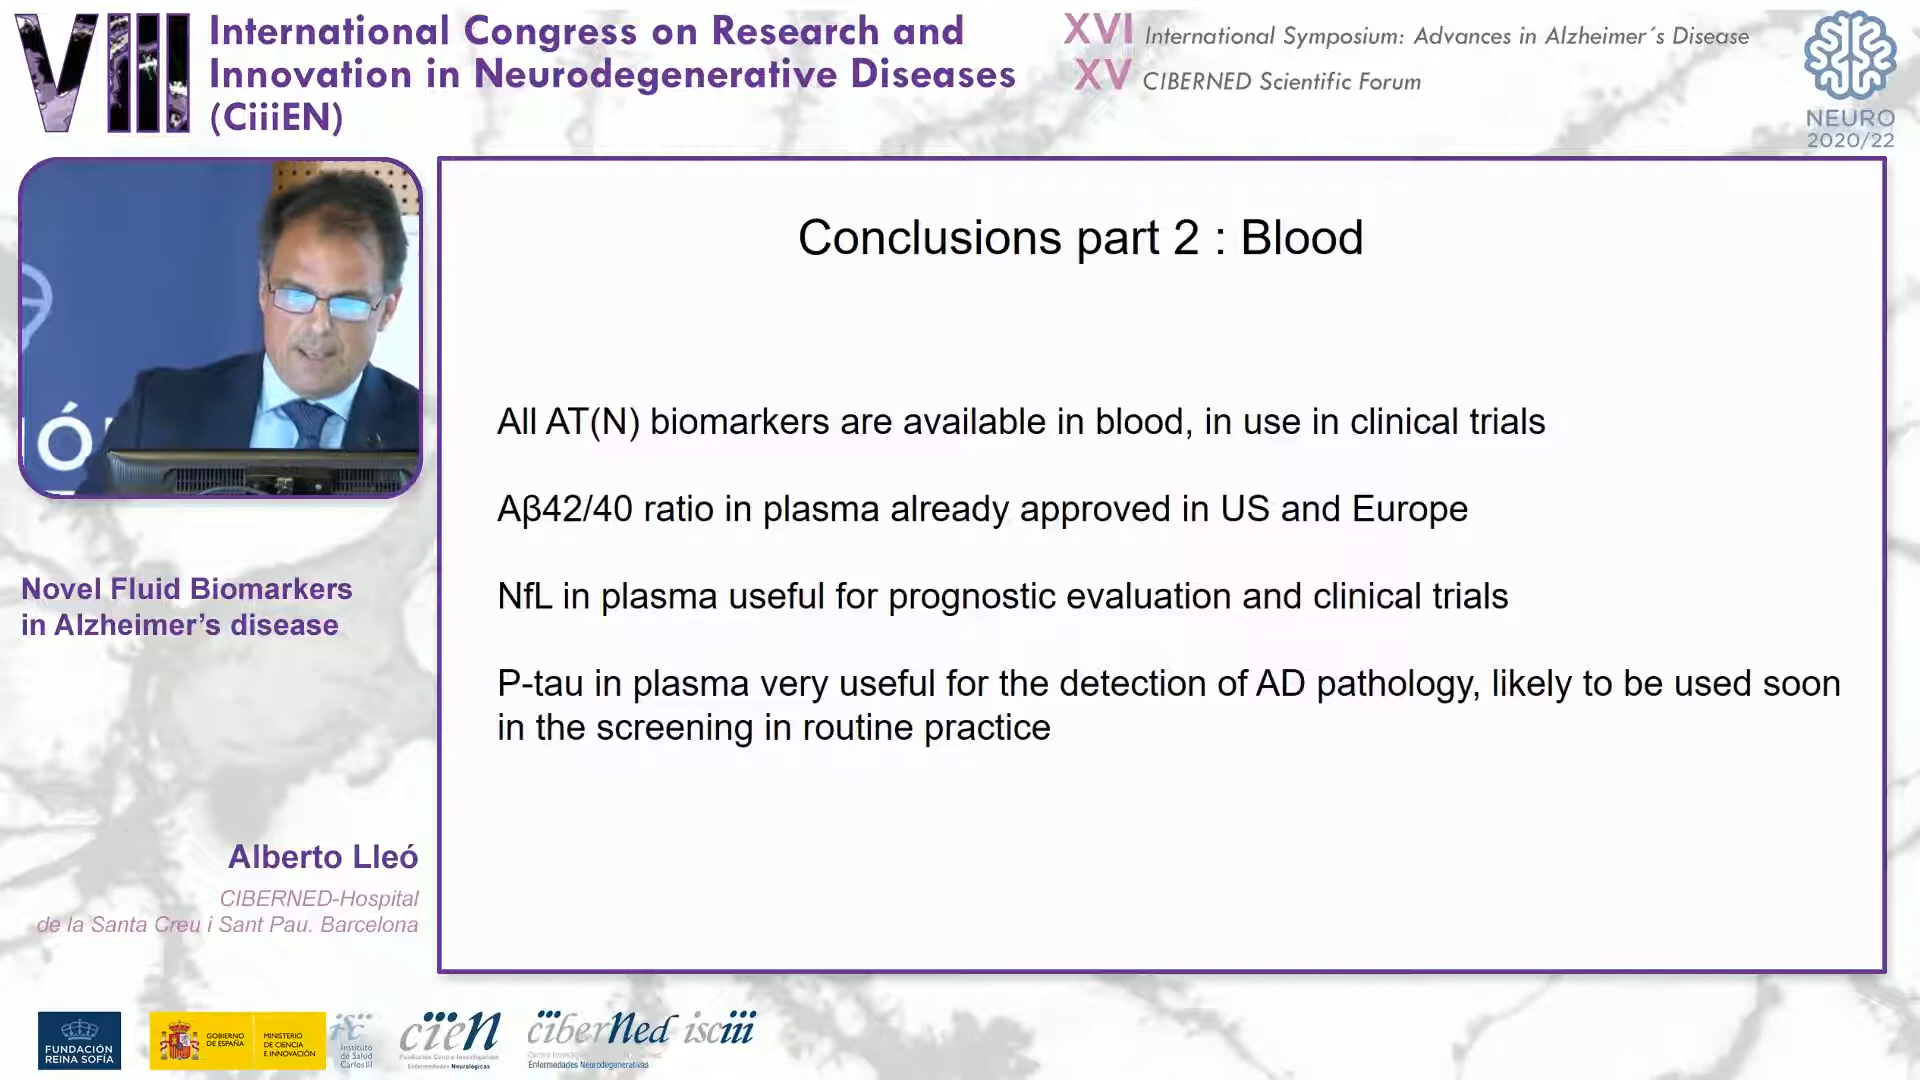 VIII
International Congress on Research and
Innovation in Neurodegenerative Diseases
(CiiiEN)
XVI International Symposium: Advances in Alzheimer´s Disease
XV CIBERNED Scientific Forum
NEURO
2020/22
Ó
Novel Fluid Biomarkers
in Alzheimer’s disease
Alberto Lleó
CIBERNED-Hospital
de la Santa Creu i Sant Pau. Barcelona
Conclusions part 2 : Blood
All AT(N) biomarkers are available in blood, in use in clinical trials
Aβ42/40 ratio in plasma already approved in US and Europe
NfL in plasma useful for prognostic evaluation and clinical trials
P-tau in plasma very useful for the detection of AD pathology, likely to be used soon
in the screening in routine practice
FUNDACIÓN
REINA SOFÍA
GOBIERNO
DE ESPAÑA
MINISTERIO
DE CIENCIA
E INNOVACIÓN
isc
Instituto
de Salud
Carlos III
cien
Fundación Centro Investigación
Enfermedades Neurológicas
ciberned isciii
Enfermedades Neurodegenerativas